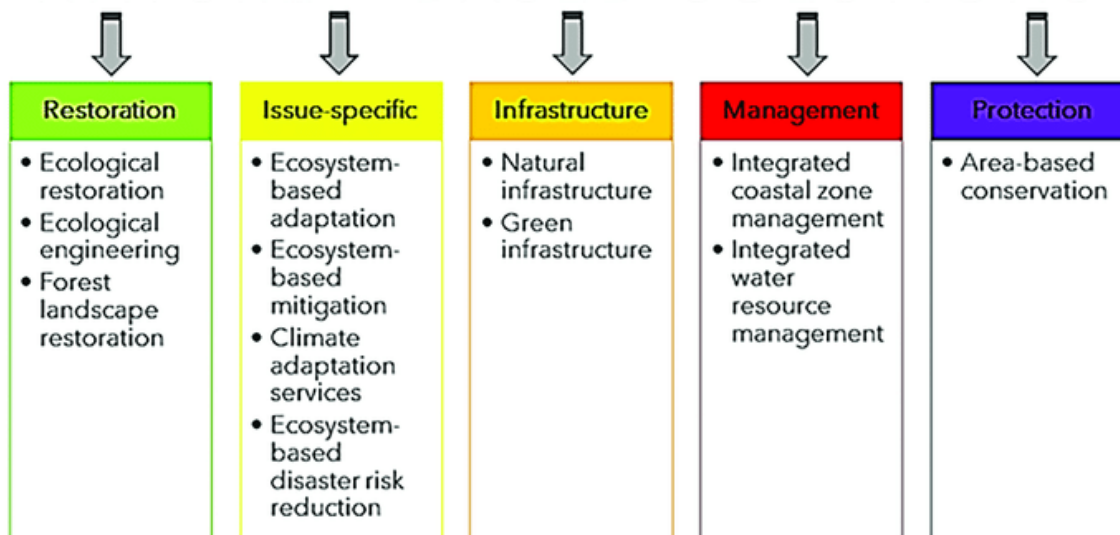 Restoration
• Ecological
restoration
• Ecological
engineering
• Forest
landscape
restoration
Issue-specific
• Ecosystem-
based
adaptation
• Ecosystem-
based
mitigation
• Climate
adaptation
services
• Ecosystem-
based
disaster risk
reduction
Infrastructure
• Natural
infrastructure
• Green
infrastructure
Management
• Integrated
coastal zone
management
• Integrated
water
resource
management
Protection
• Area-based
conservation